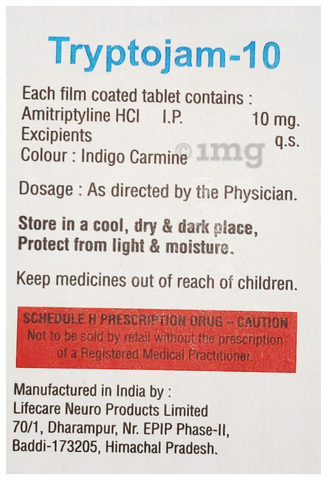 Tryptojam-10
Each film coated tablet contains :
Amitriptyline HCl I.P. 10 mg.
Excipients q.s.
Colour : Indigo Carmine
1mg
Dosage : As directed by the Physician.
Store in a cool, dry & dark place,
Protect from light & moisture.
Keep medicines out of reach of children.
SCHEDULE H PRESCRIPTION DRUG – CAUTION
Not to be sold by retail without the prescription
of a Registered Medical Practitioner.
Manufactured in India by :
Lifecare Neuro Products Limited
70/1, Dharampur, Nr. EPIP Phase-II,
Baddi-173205, Himachal Pradesh.